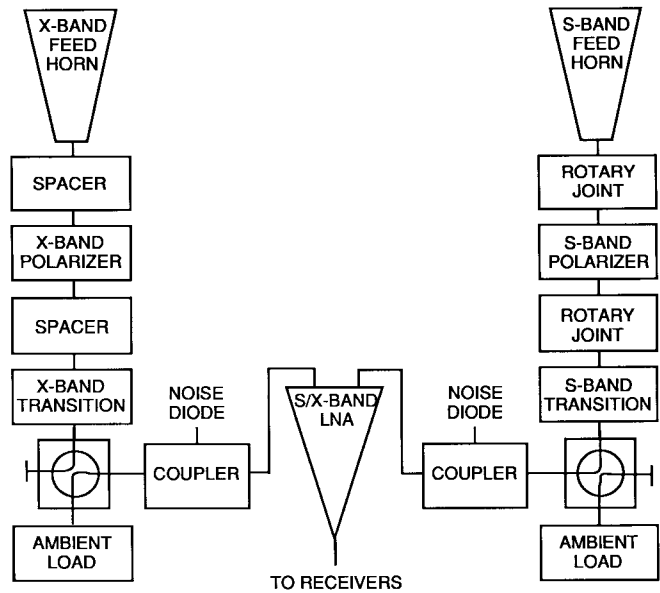 X-BAND
FEED
HORN
SPACER
X-BAND
POLARIZER
SPACER
X-BAND
TRANSITION
AMBIENT
LOAD
NOISE
DIODE
COUPLER
S/X-BAND
LNA
TO RECEIVERS
NOISE
DIODE
COUPLER
S-BAND
FEED
HORN
ROTARY
JOINT
S-BAND
POLARIZER
ROTARY
JOINT
S-BAND
TRANSITION
AMBIENT
LOAD